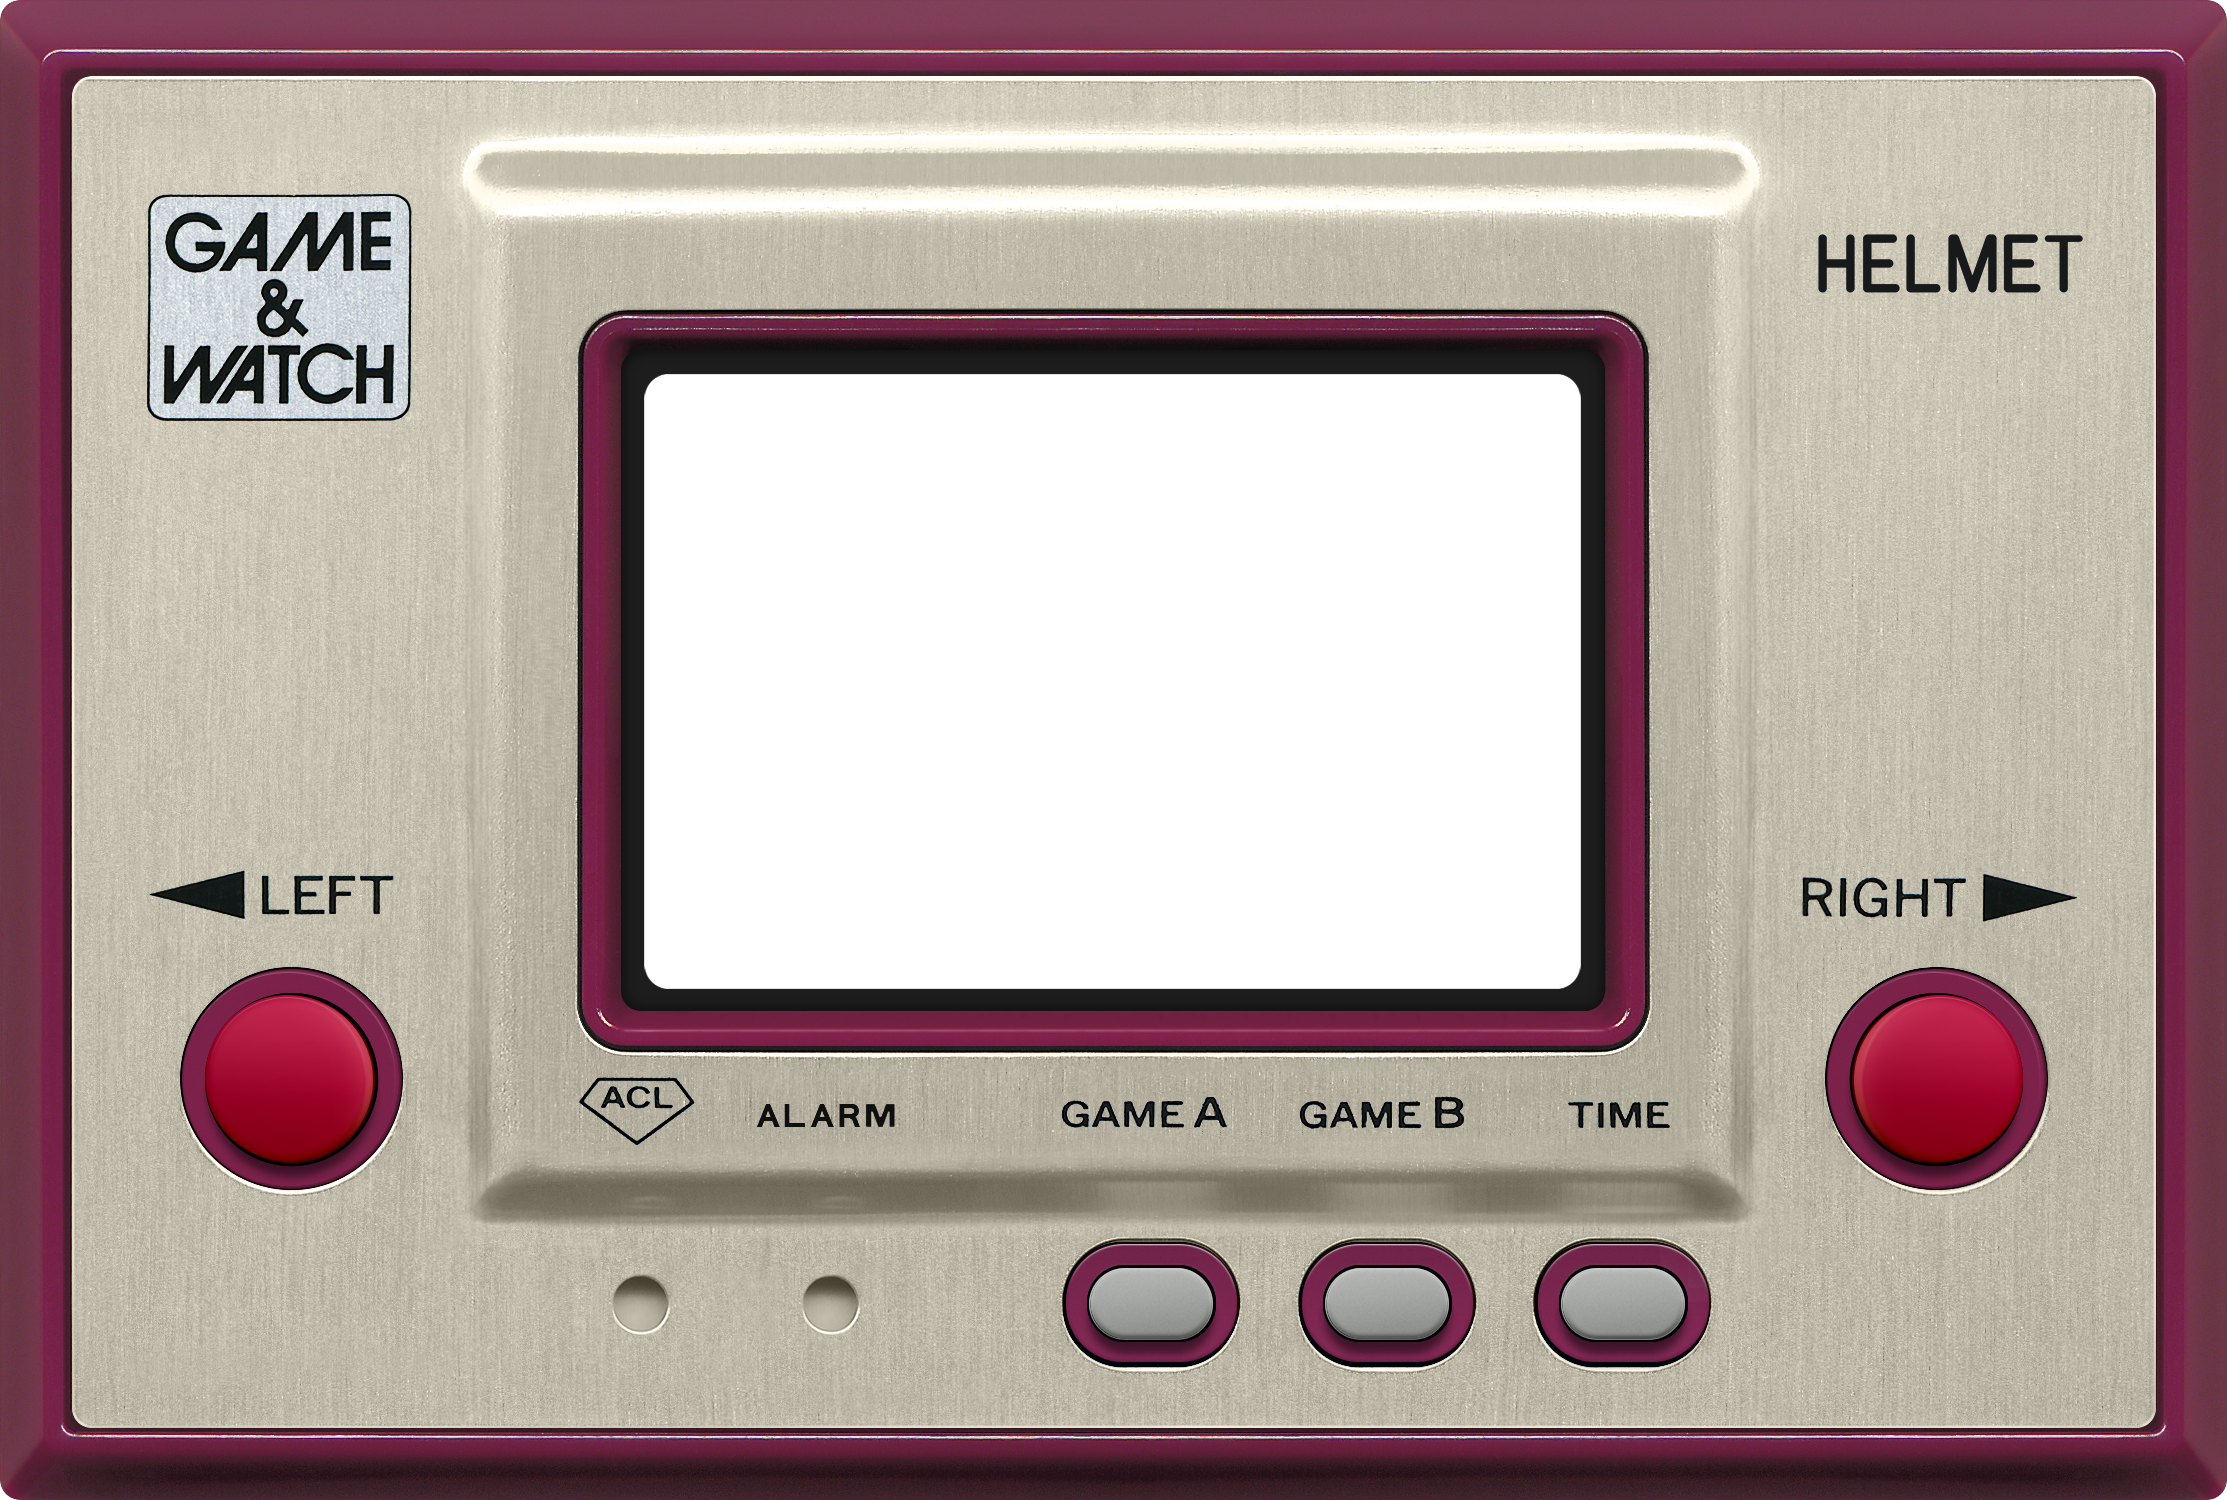 GAME
&
WATCH
HELMET
LEFT
RIGHT
ACL
ALARM
GAME A
GAME B
TIME